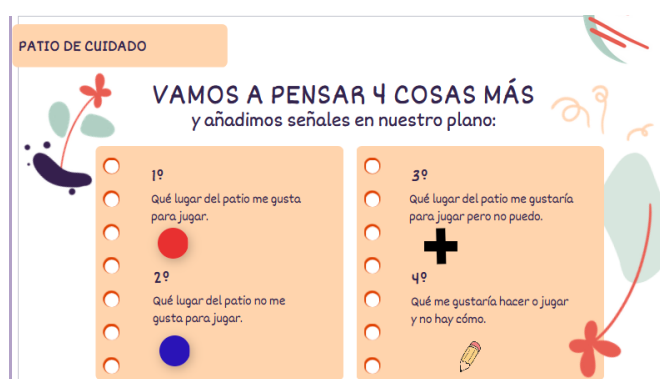 PATIO DE CUIDADO
VAMOS A PENSAR 4 COSAS MÁS
y añadimos señales en nuestro plano:
1º
Qué lugar del patio me gusta
para jugar.
2º
Qué lugar del patio no me
gusta para jugar.
3º
Qué lugar del patio me gustaría
para jugar pero no puedo.
4º
Qué me gustaría hacer o jugar
y no hay cómo.